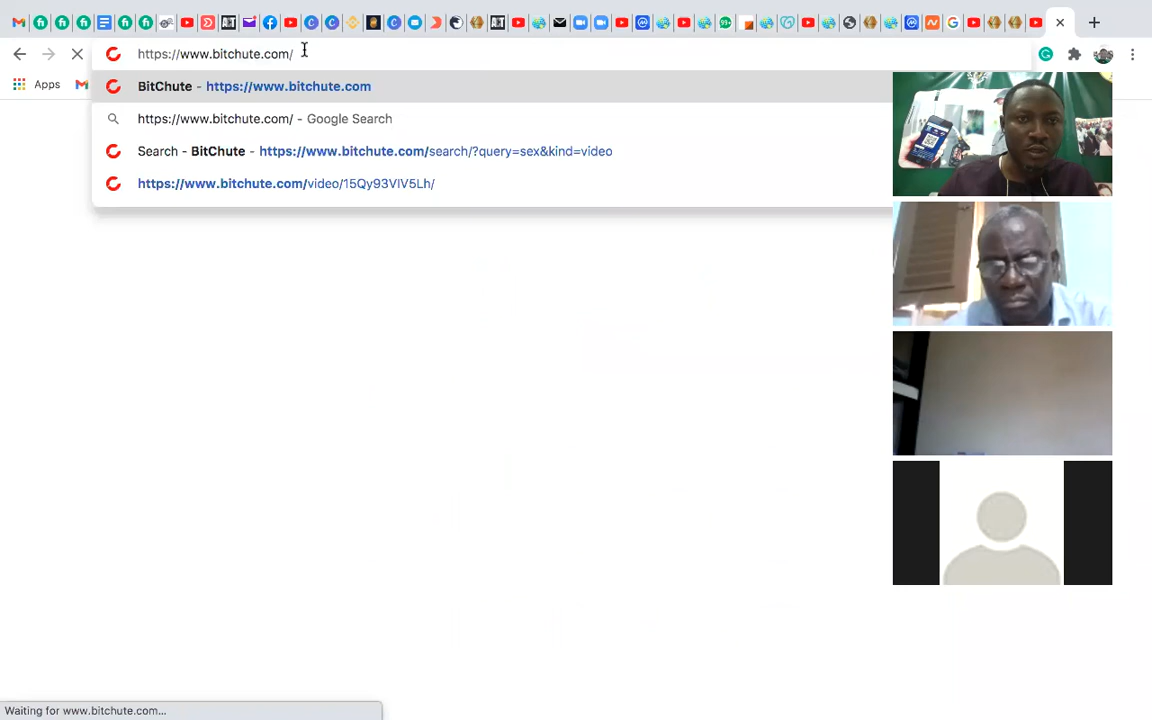 https://www.bitchute.com/
Apps
BitChute - https://www.bitchute.com
https://www.bitchute.com/ - Google Search
Search - BitChute - https://www.bitchute.com/search/?query=sex&kind=video
https://www.bitchute.com/video/15Qy93VlV5Lh/
Waiting for www.bitchute.com...